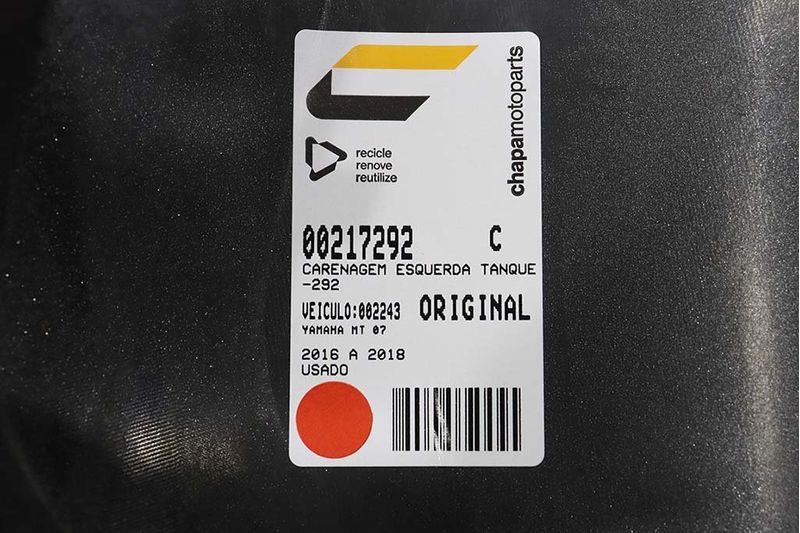 chapamotoparts
recicle
renove
reutilize
00217292 C
CARENAGEM ESQUERDA TANQUE
-292
VEICULO:002243 ORIGINAL
YAMAHA MT 07
2016 A 2018
USADO